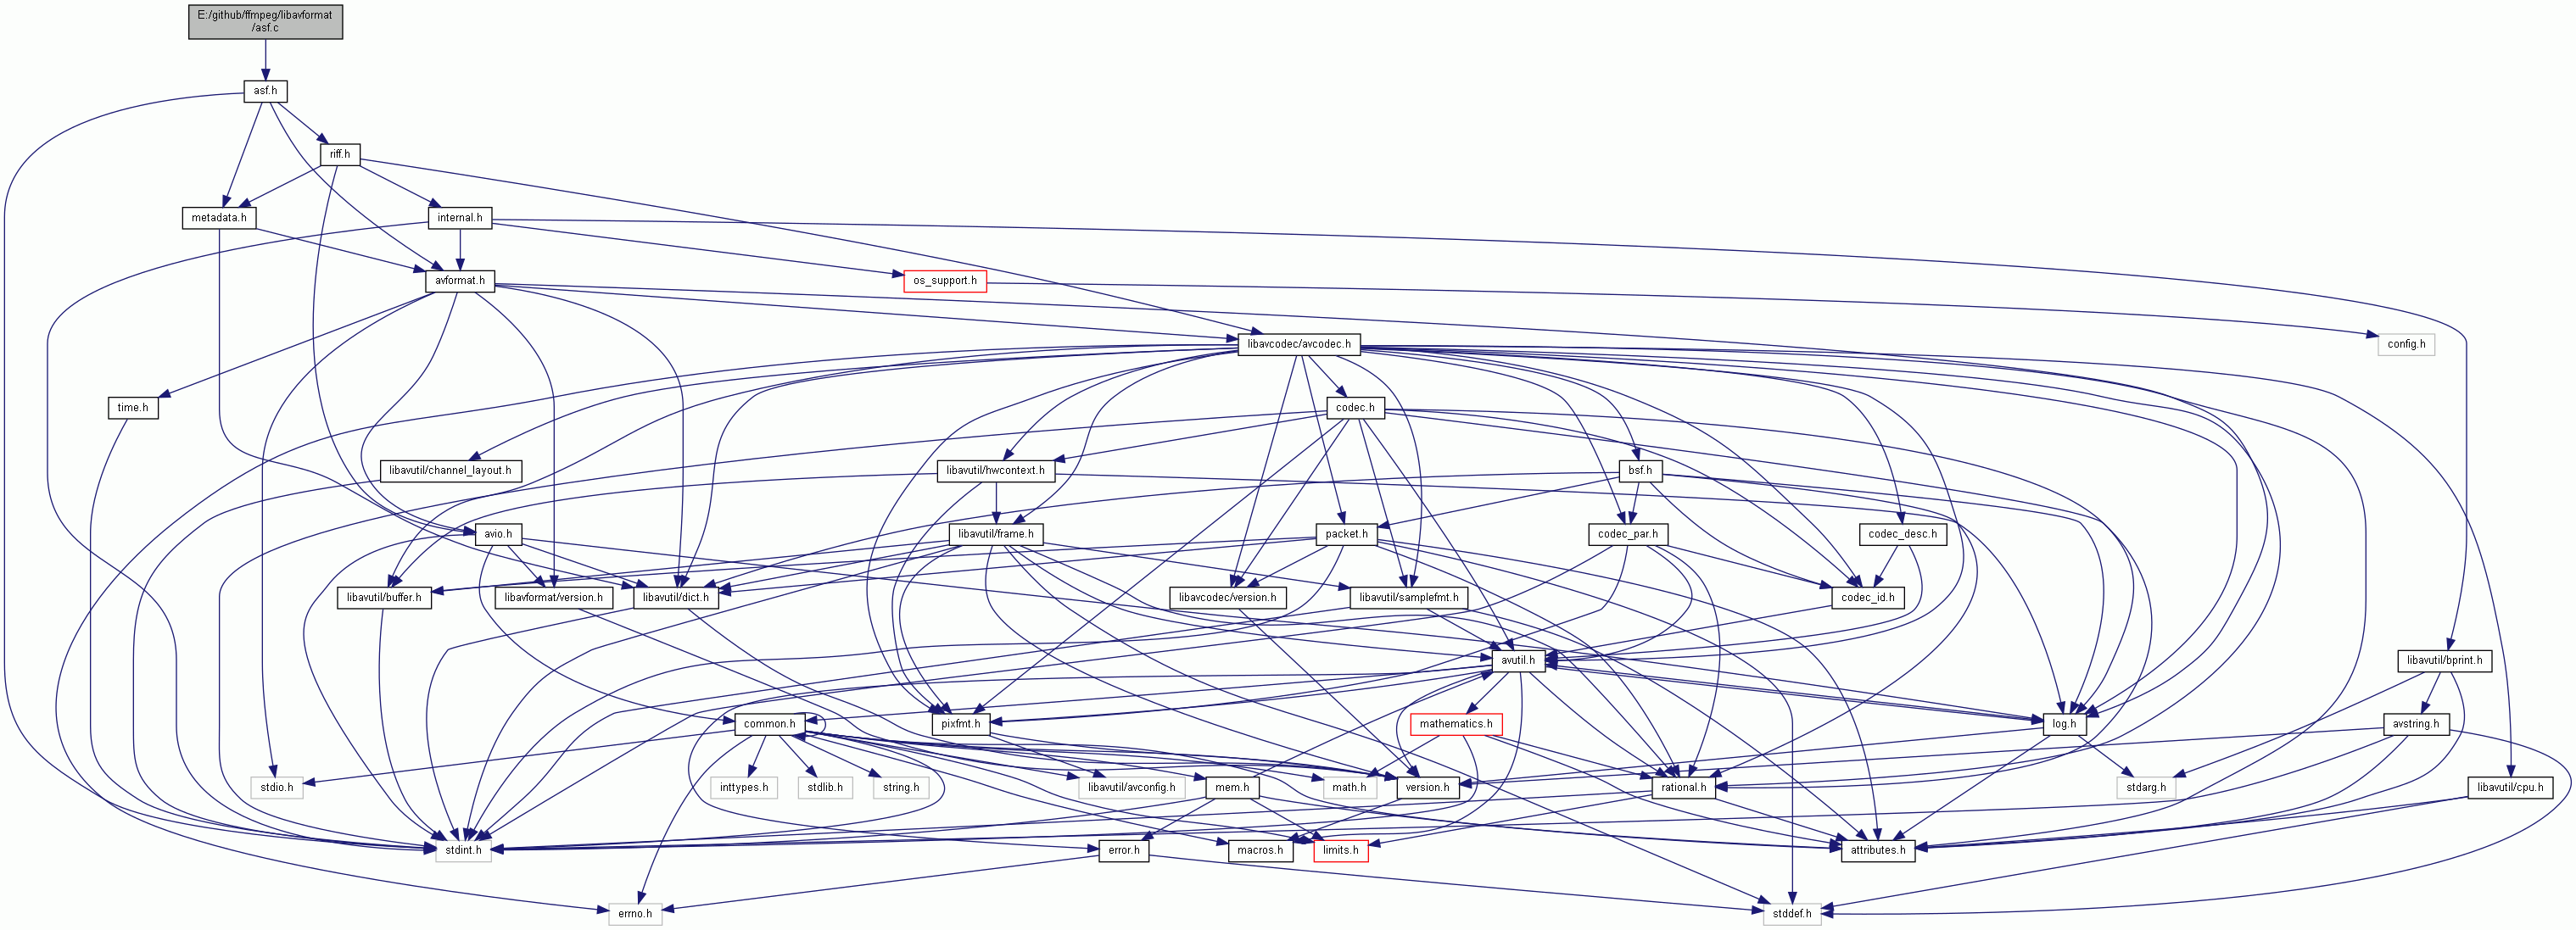 E:/github/ffmpeg/libavformat
/asf.c
asf.h
riff.h
metadata.h
internal.h
avformat.h
os_support.h
libavcodec/avcodec.h
config.h
time.h
codec.h
libavutil/channel_layout.h
libavutil/hwcontext.h
bsf.h
avio.h
libavutil/frame.h
packet.h
codec_par.h
codec_desc.h
libavutil/buffer.h
libavformat/version.h
libavutil/dict.h
libavcodec/version.h
libavutil/samplefmt.h
codec_id.h
avutil.h
libavutil/bprint.h
common.h
pixfmt.h
mathematics.h
log.h
avstring.h
stdio.h
inttypes.h
stdlib.h
string.h
libavutil/avconfig.h
mem.h
math.h
version.h
rational.h
stdarg.h
libavutil/cpu.h
stdint.h
error.h
macros.h
limits.h
attributes.h
errno.h
stddef.h